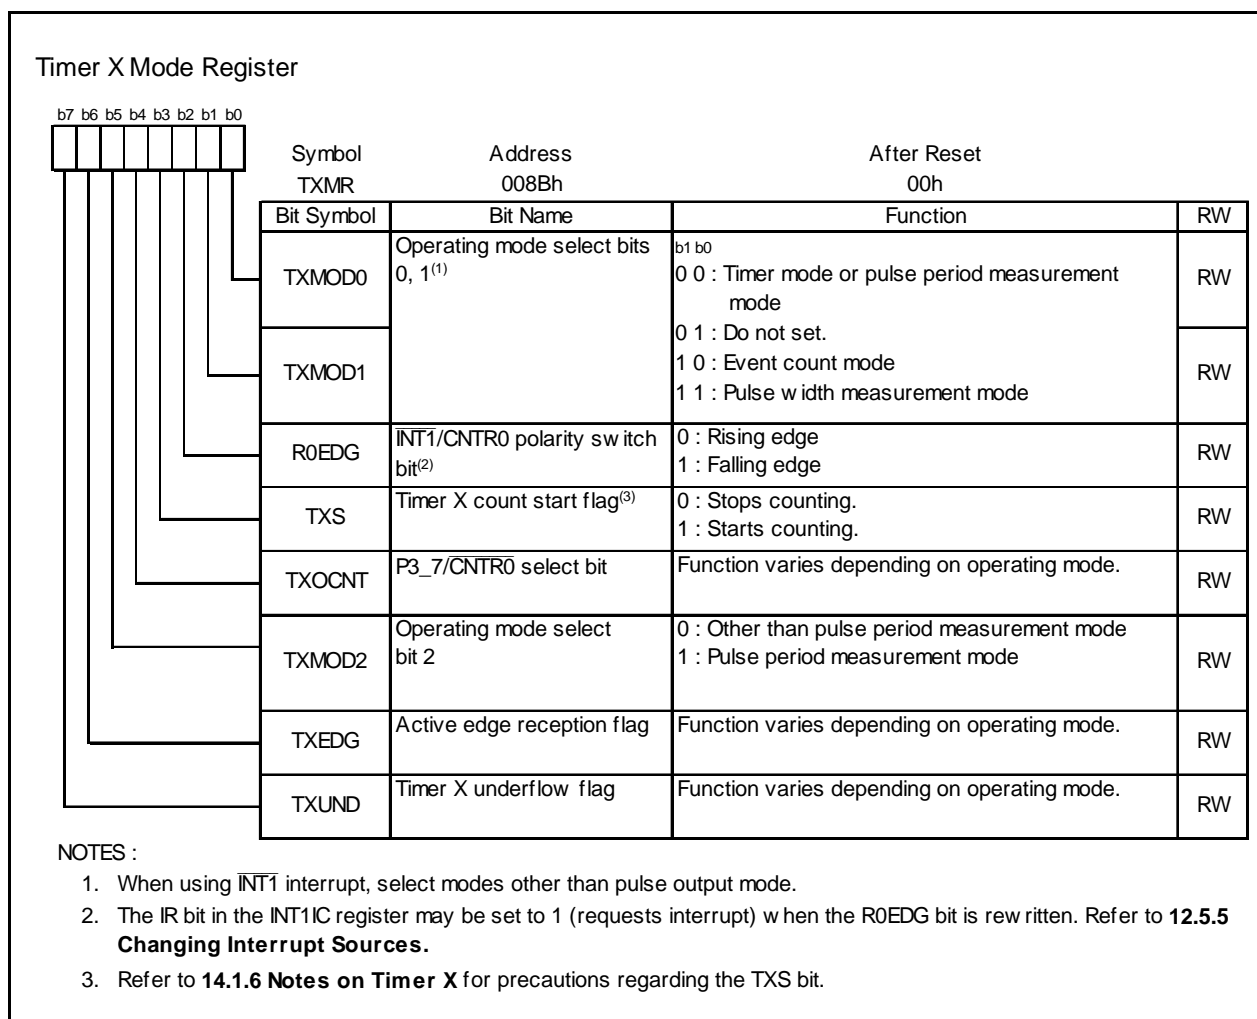 Timer X Mode Register
b7 b6 b5 b4 b3 b2 b1 b0
Symbol Address After Reset
TXMR 008Bh 00h
Bit Symbol Bit Name Function RW
TXMOD0 Operating mode select bits
0, 1(1)
b1 b0
0 0 : Timer mode or pulse period measurement
mode
RW
0 1 : Do not set.
TXMOD1 1 0 : Event count mode RW
1 1 : Pulse width measurement mode
R0EDG INT1/CNTR0 polarity switch
bit(2)
0 : Rising edge
1 : Falling edge
RW
TXS Timer X count start flag(3)
0 : Stops counting.
1 : Starts counting.
RW
TXOCNT P3_7/CNTR0 select bit Function varies depending on operating mode. RW
TXMOD2 Operating mode select
bit 2
0 : Other than pulse period measurement mode
1 : Pulse period measurement mode
RW
TXEDG Active edge reception flag Function varies depending on operating mode. RW
TXUND Timer X underflow flag Function varies depending on operating mode. RW
NOTES :
1. When using INT1 interrupt, select modes other than pulse output mode.
2. The IR bit in the INT1IC register may be set to 1 (requests interrupt) when the R0EDG bit is rewritten. Refer to 12.5.5
Changing Interrupt Sources.
3. Refer to 14.1.6 Notes on Timer X for precautions regarding the TXS bit.